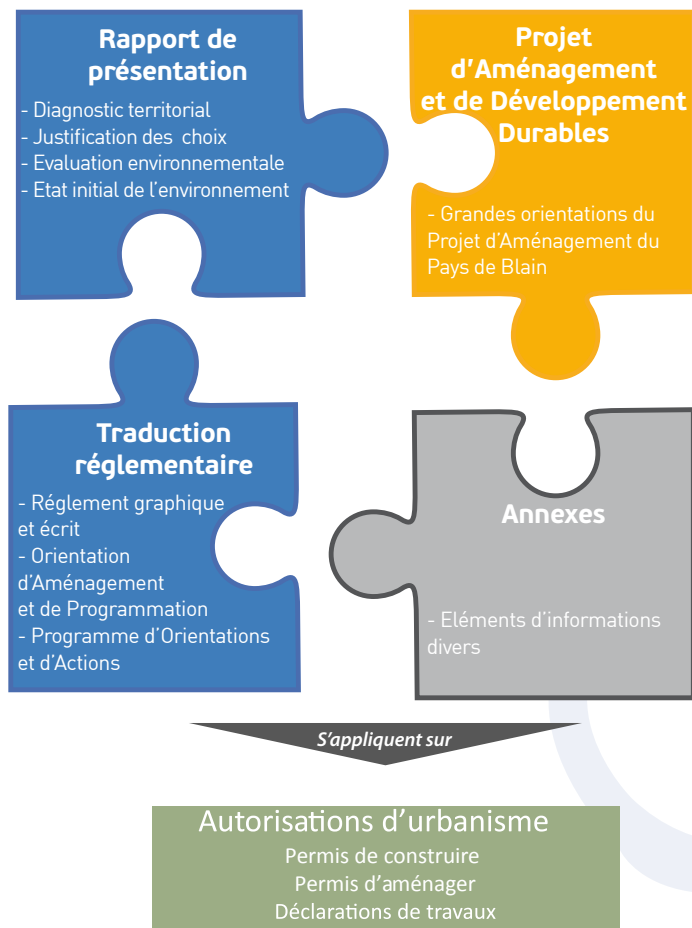 Rapport de
présentation
- Diagnostic territorial
- Justification des choix
- Evaluation environnementale
- Etat initial de l'environnement
Projet
d'Aménagement
et de Développement
Durables
- Grandes orientations du
Projet d'Aménagement du
Pays de Blain
Traduction
réglementaire
- Réglement graphique
et écrit
- Orientation
d'Aménagement
et de Programmation
- Programme d'Orientations
et d'Actions
Annexes
- Eléments d'informations
divers
S'appliquent sur
Autorisations d'urbanisme
Permis de construire
Permis d'aménager
Déclarations de travaux